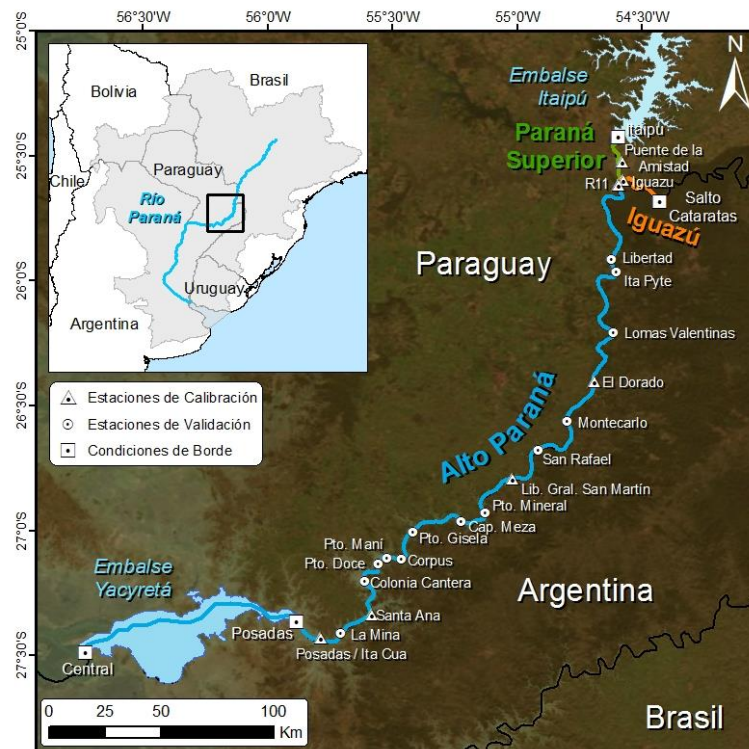 56°30'W 56°0'W 55°30'W 55°0'W 54°30'W
25°0'S
25°30'S
26°0'S
26°30'S
27°0'S
27°30'S
Bolivia
Brasil
Paraguay
Chile
Río
Paraná
Uruguay
Argentina
N
Embalse
Itaipú
Itaipú
Paraná
Superior
Puente de la
Amistad
R11
Iguazu
Salto
Cataratas
Iguazú
Paraguay
Libertad
Ita Pyte
Lomas Valentinas
El Dorado
Montecarlo
Alto Paraná
San Rafael
Lib. Gral. San Martín
Pto. Mineral
Cap. Meza
Pto. Gisela
Pto. Maní
Corpus
Pto. Doce
Colonia Cantera
Argentina
Santa Ana
Embalse
Yacyretá
Posadas
La Mina
Posadas / Ita Cua
Central
Brasil
Estaciones de Calibración
Estaciones de Validación
Condiciones de Borde
0 25 50 100
Km